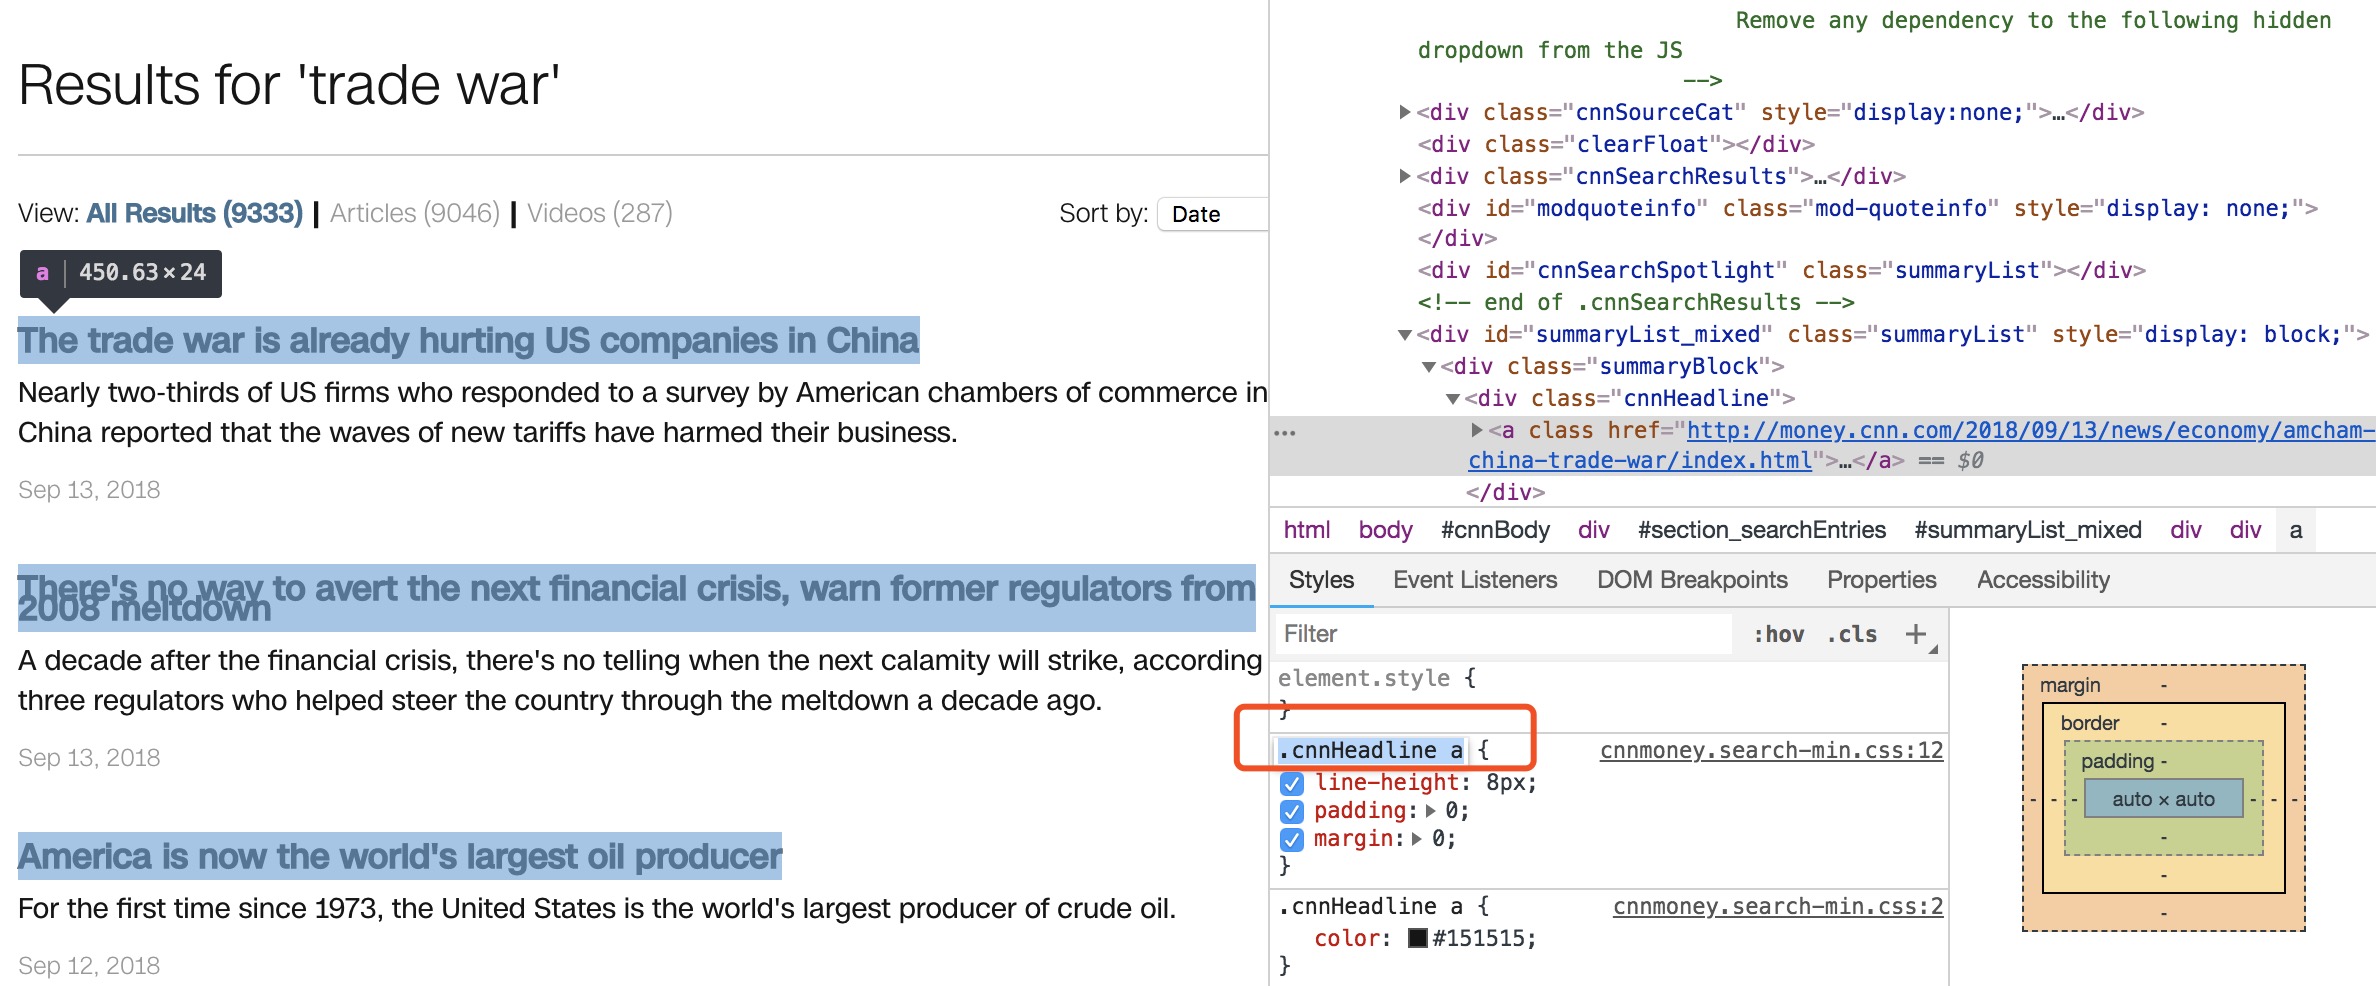 Results for 'trade war'
View: All Results (9333) | Articles (9046) | Videos (287)
Sort by: Date
a | 450.63×24
The trade war is already hurting US companies in China
Nearly two-thirds of US firms who responded to a survey by American chambers of commerce in
China reported that the waves of new tariffs have harmed their business.
Sep 13, 2018
There's no way to avert the next financial crisis, warn former regulators from
2008 meltdown
A decade after the financial crisis, there's no telling when the next calamity will strike, according
three regulators who helped steer the country through the meltdown a decade ago.
Sep 13, 2018
America is now the world's largest oil producer
For the first time since 1973, the United States is the world's largest producer of crude oil.
Sep 12, 2018
Remove any dependency to the following hidden
dropdown from the JS
-->
<div class="cnnSourceCat" style="display:none;">…</div>
<div class="clearFloat"></div>
<div class="cnnSearchResults">…</div>
<div id="modquoteinfo" class="mod-quoteinfo" style="display: none;">
</div>
<div id="cnnSearchSpotlight" class="summaryList"></div>
<!-- end of .cnnSearchResults -->
<div id="summaryList_mixed" class="summaryList" style="display: block;">
<div class="summaryBlock">
<div class="cnnHeadline">
… <a class href="http://money.cnn.com/2018/09/13/news/economy/amcham-
china-trade-war/index.html">…</a> == $0
</div>
html body #cnnBody div #section_searchEntries #summaryList_mixed div div a
Styles Event Listeners DOM Breakpoints Properties Accessibility
Filter :hov .cls +
element.style {
}
.cnnHeadline a { cnnmoney.search-min.css:12
line-height: 8px;
padding: 0;
margin: 0;
}
.cnnHeadline a { cnnmoney.search-min.css:2
color: #151515;
}
margin -
border -
padding -
- - - auto × auto - - -
-
-
-